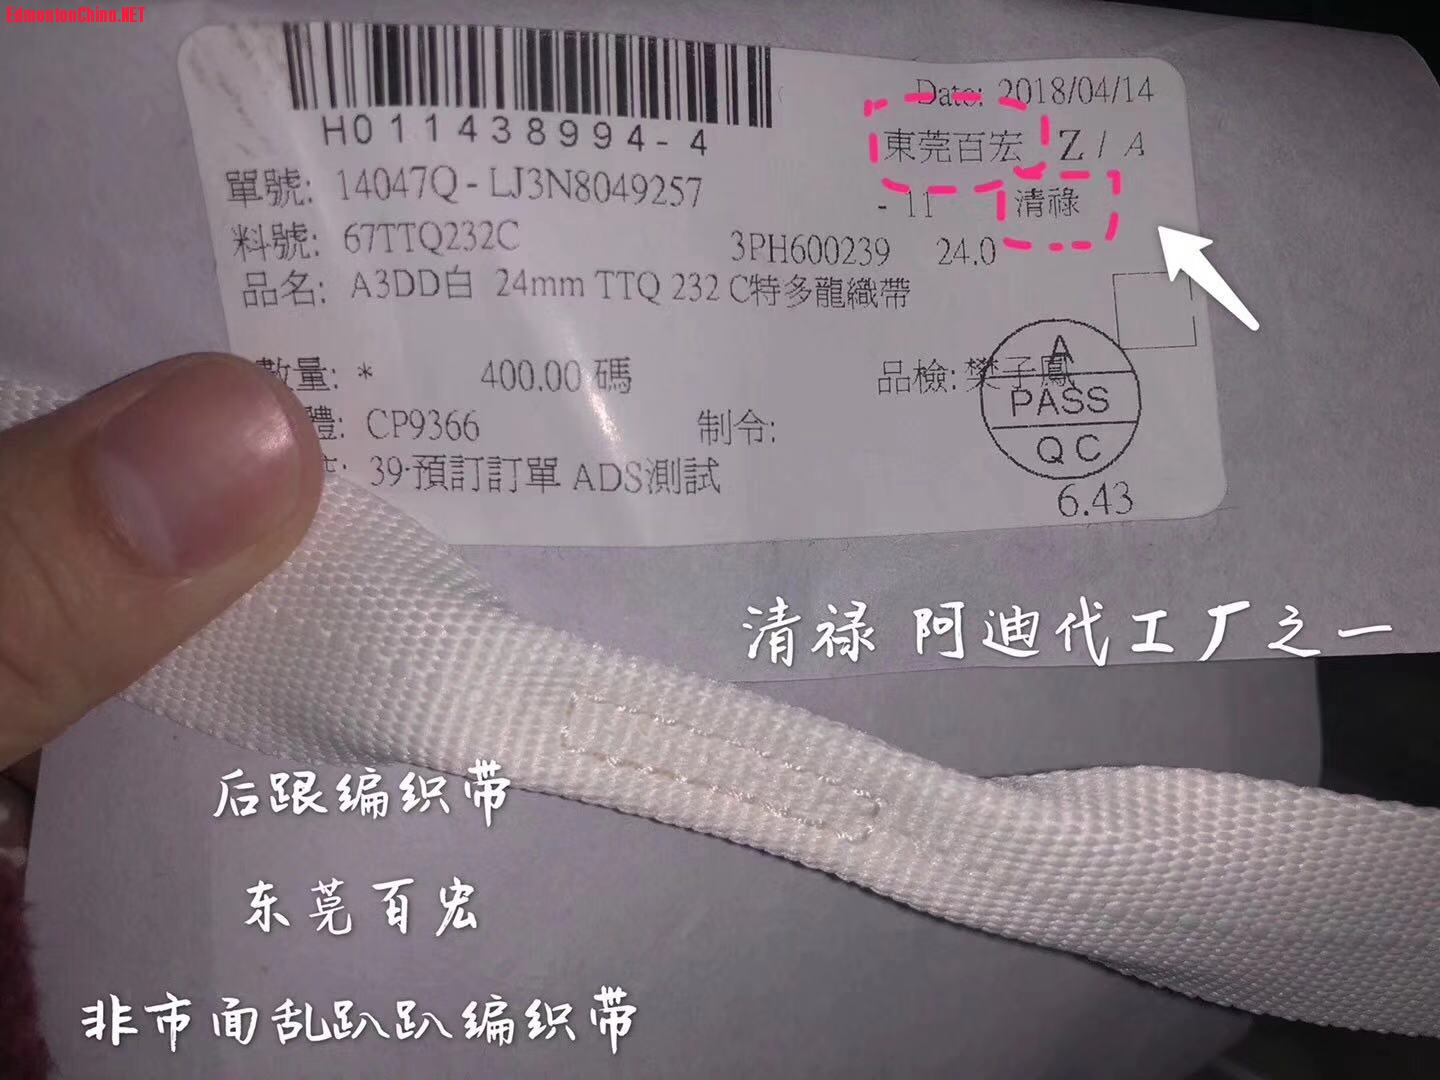 EdmontonChina.NET
Date: 2018/04/14
H011438994-4
東莞百宏 Z / A
單號: 14047Q - LJ3N8049257 - 11 清祿
料號: 67TTQ232C 3PH600239 24.0
品名: A3DD白 24mm TTQ 232 C特多龍織帶
數量: * 400.00 碼 品檢: 樊子鳳
A
PASS
QC
體: CP9366 制令:
39·預訂訂單 ADS測試
6.43
清禄 阿迪代工厂之一
后跟编织带
东莞百宏
非市面乱趴趴编织带